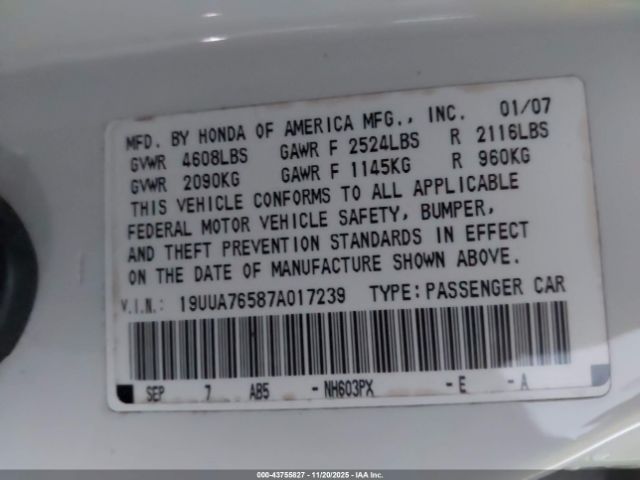 MFD. BY HONDA OF AMERICA MFG., INC. 01/07
GVWR 4608LBS GAWR F 2524LBS R 2116LBS
GVWR 2090KG GAWR F 1145KG R 960KG
THIS VEHICLE CONFORMS TO ALL APPLICABLE
FEDERAL MOTOR VEHICLE SAFETY, BUMPER,
AND THEFT PREVENTION STANDARDS IN EFFECT
ON THE DATE OF MANUFACTURE SHOWN ABOVE.
V.I.N.: 19UUA76587A017239 TYPE:PASSENGER CAR
SEP 7 AB5 - NH603PX - E - A
000-43755827 - 11/20/2025 - IAA Inc.